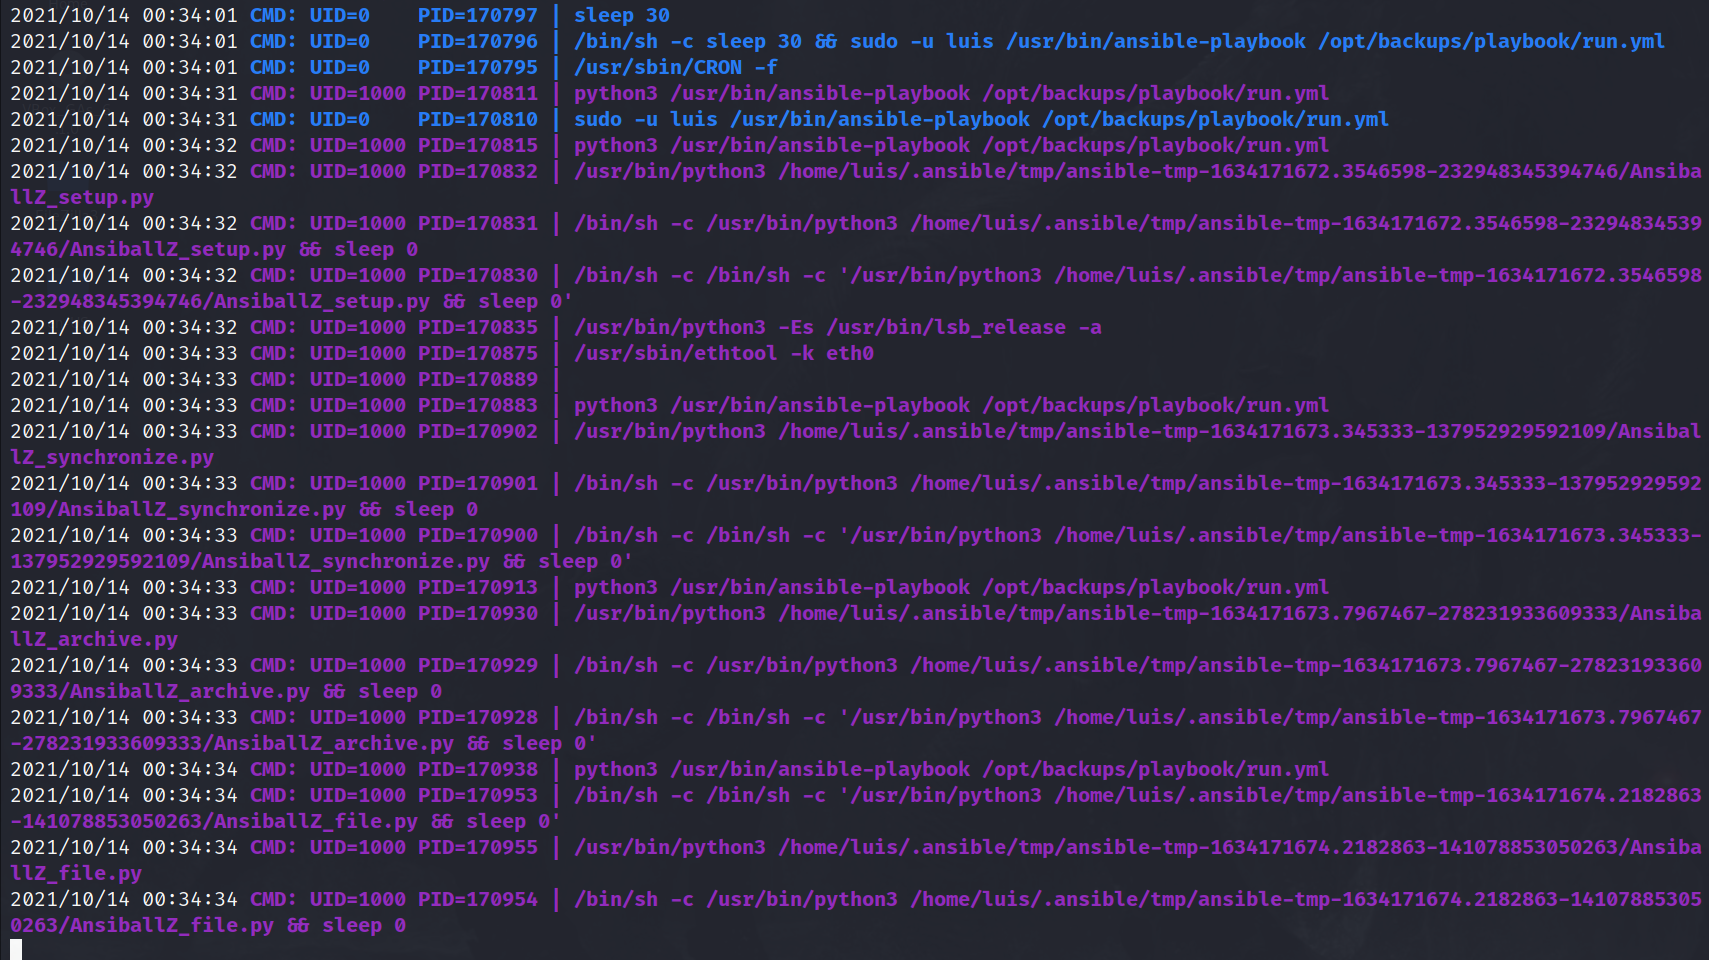 2021/10/14 00:34:01 CMD: UID=0    PID=170797 | sleep 30
2021/10/14 00:34:01 CMD: UID=0    PID=170796 | /bin/sh -c sleep 30 && sudo -u luis /usr/bin/ansible-playbook /opt/backups/playbook/run.yml
2021/10/14 00:34:01 CMD: UID=0    PID=170795 | /usr/sbin/CRON -f
2021/10/14 00:34:31 CMD: UID=1000 PID=170811 | python3 /usr/bin/ansible-playbook /opt/backups/playbook/run.yml
2021/10/14 00:34:31 CMD: UID=0    PID=170810 | sudo -u luis /usr/bin/ansible-playbook /opt/backups/playbook/run.yml
2021/10/14 00:34:32 CMD: UID=1000 PID=170815 | python3 /usr/bin/ansible-playbook /opt/backups/playbook/run.yml
2021/10/14 00:34:32 CMD: UID=1000 PID=170832 | /usr/bin/python3 /home/luis/.ansible/tmp/ansible-tmp-1634171672.3546598-232948345394746/Ansiba
llZ_setup.py
2021/10/14 00:34:32 CMD: UID=1000 PID=170831 | /bin/sh -c /usr/bin/python3 /home/luis/.ansible/tmp/ansible-tmp-1634171672.3546598-23294834539
4746/AnsiballZ_setup.py && sleep 0
2021/10/14 00:34:32 CMD: UID=1000 PID=170830 | /bin/sh -c /bin/sh -c '/usr/bin/python3 /home/luis/.ansible/tmp/ansible-tmp-1634171672.3546598
-232948345394746/AnsiballZ_setup.py && sleep 0'
2021/10/14 00:34:32 CMD: UID=1000 PID=170835 | /usr/bin/python3 -Es /usr/bin/lsb_release -a
2021/10/14 00:34:33 CMD: UID=1000 PID=170875 | /usr/sbin/ethtool -k eth0
2021/10/14 00:34:33 CMD: UID=1000 PID=170889 |
2021/10/14 00:34:33 CMD: UID=1000 PID=170883 | python3 /usr/bin/ansible-playbook /opt/backups/playbook/run.yml
2021/10/14 00:34:33 CMD: UID=1000 PID=170902 | /usr/bin/python3 /home/luis/.ansible/tmp/ansible-tmp-1634171673.345333-137952929592109/Ansibal
lZ_synchronize.py
2021/10/14 00:34:33 CMD: UID=1000 PID=170901 | /bin/sh -c /usr/bin/python3 /home/luis/.ansible/tmp/ansible-tmp-1634171673.345333-137952929592
109/AnsiballZ_synchronize.py && sleep 0
2021/10/14 00:34:33 CMD: UID=1000 PID=170900 | /bin/sh -c /bin/sh -c '/usr/bin/python3 /home/luis/.ansible/tmp/ansible-tmp-1634171673.345333-
137952929592109/AnsiballZ_synchronize.py && sleep 0'
2021/10/14 00:34:33 CMD: UID=1000 PID=170913 | python3 /usr/bin/ansible-playbook /opt/backups/playbook/run.yml
2021/10/14 00:34:33 CMD: UID=1000 PID=170930 | /usr/bin/python3 /home/luis/.ansible/tmp/ansible-tmp-1634171673.7967467-278231933609333/Ansiba
llZ_archive.py
2021/10/14 00:34:33 CMD: UID=1000 PID=170929 | /bin/sh -c /usr/bin/python3 /home/luis/.ansible/tmp/ansible-tmp-1634171673.7967467-27823193360
9333/AnsiballZ_archive.py && sleep 0
2021/10/14 00:34:33 CMD: UID=1000 PID=170928 | /bin/sh -c /bin/sh -c '/usr/bin/python3 /home/luis/.ansible/tmp/ansible-tmp-1634171673.7967467
-278231933609333/AnsiballZ_archive.py && sleep 0'
2021/10/14 00:34:34 CMD: UID=1000 PID=170938 | python3 /usr/bin/ansible-playbook /opt/backups/playbook/run.yml
2021/10/14 00:34:34 CMD: UID=1000 PID=170953 | /bin/sh -c /bin/sh -c '/usr/bin/python3 /home/luis/.ansible/tmp/ansible-tmp-1634171674.2182863
-141078853050263/AnsiballZ_file.py && sleep 0'
2021/10/14 00:34:34 CMD: UID=1000 PID=170955 | /usr/bin/python3 /home/luis/.ansible/tmp/ansible-tmp-1634171674.2182863-141078853050263/Ansiba
llZ_file.py
2021/10/14 00:34:34 CMD: UID=1000 PID=170954 | /bin/sh -c /usr/bin/python3 /home/luis/.ansible/tmp/ansible-tmp-1634171674.2182863-14107885305
0263/AnsiballZ_file.py && sleep 0